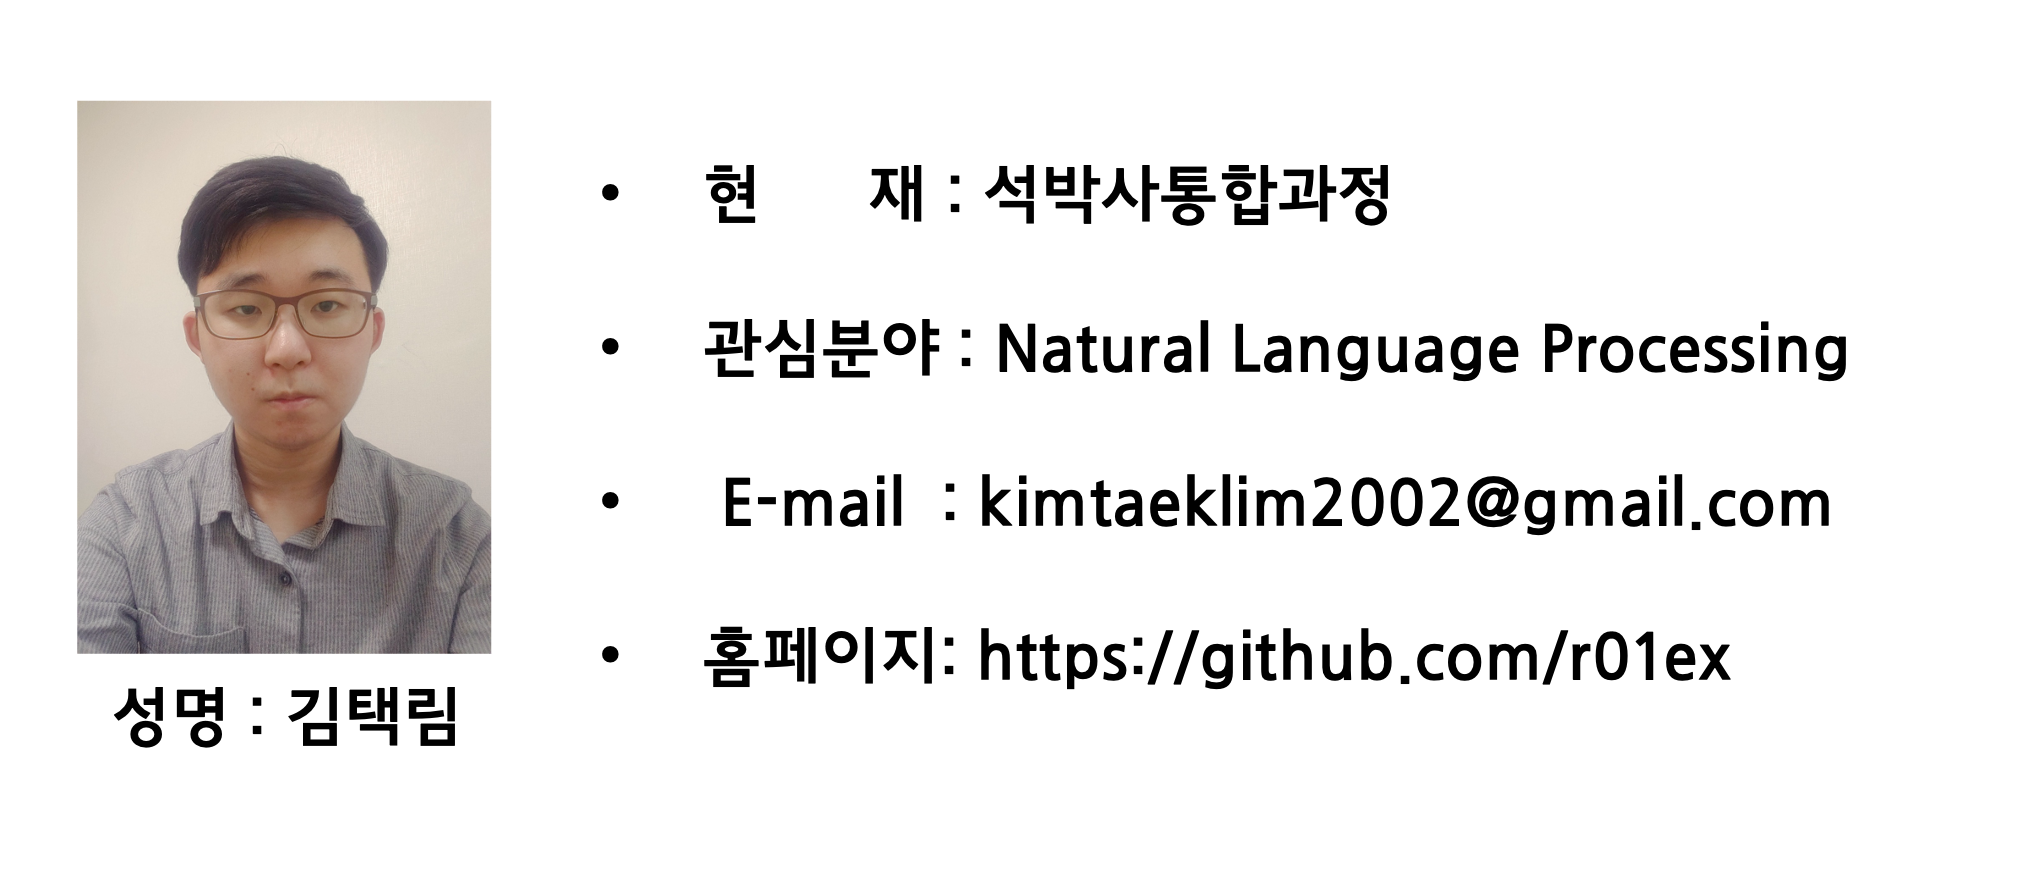 현 재 : 석박사통합과정
관심분야 : Natural Language Processing
E-mail : kimtaeklim2002@gmail.com
홈페이지: https://github.com/r01ex
성명 : 김택림